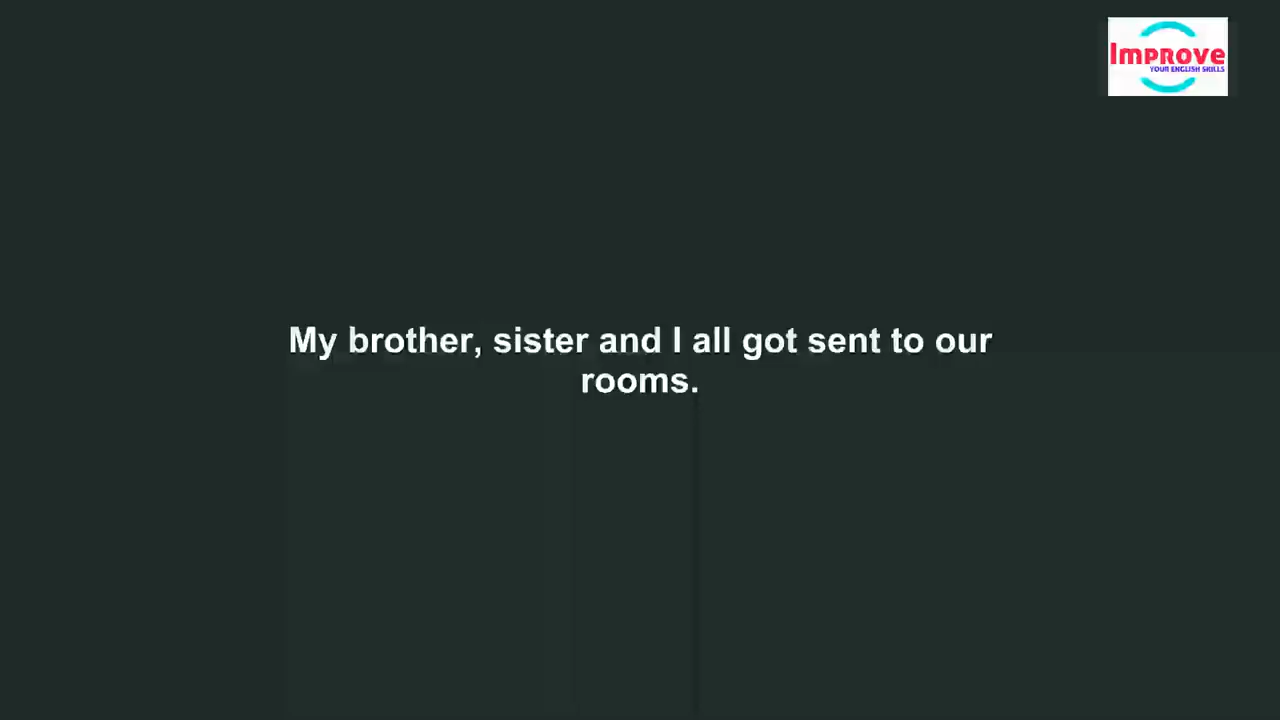 Improve
YOUR ENGLISH SKILLS
My brother, sister and I all got sent to our
rooms.